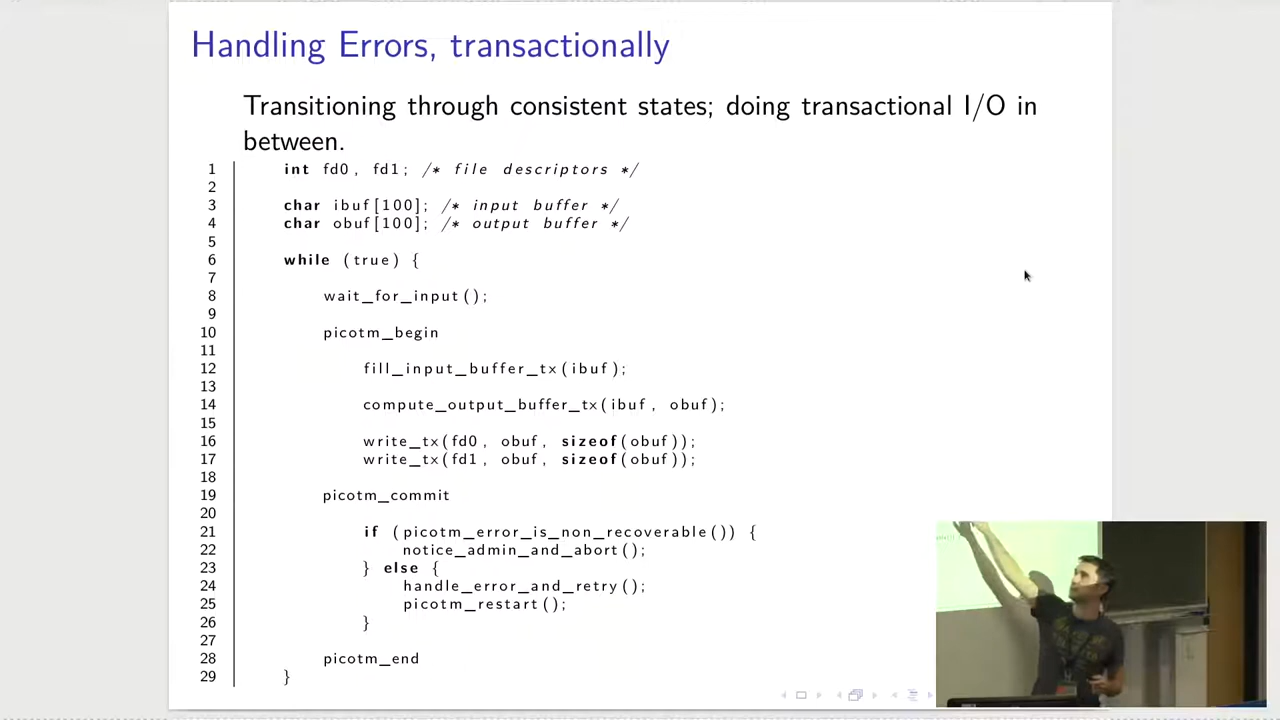 Handling Errors, transactionally
Transitioning through consistent states; doing transactional I/O in
between.
1 int fd0, fd1; /* file descriptors */
2
3 char ibuf[100]; /* input buffer */
4 char obuf[100]; /* output buffer */
5
6 while (true) {
7
8 wait_for_input();
9
10 picotm_begin
11
12 fill_input_buffer_tx(ibuf);
13
14 compute_output_buffer_tx(ibuf, obuf);
15
16 write_tx(fd0, obuf, sizeof(obuf));
17 write_tx(fd1, obuf, sizeof(obuf));
18
19 picotm_commit
20
21 if (picotm_error_is_non_recoverable()) {
22 notice_admin_and_abort();
23 } else {
24 handle_error_and_retry();
25 picotm_restart();
26 }
27
28 picotm_end
29 }